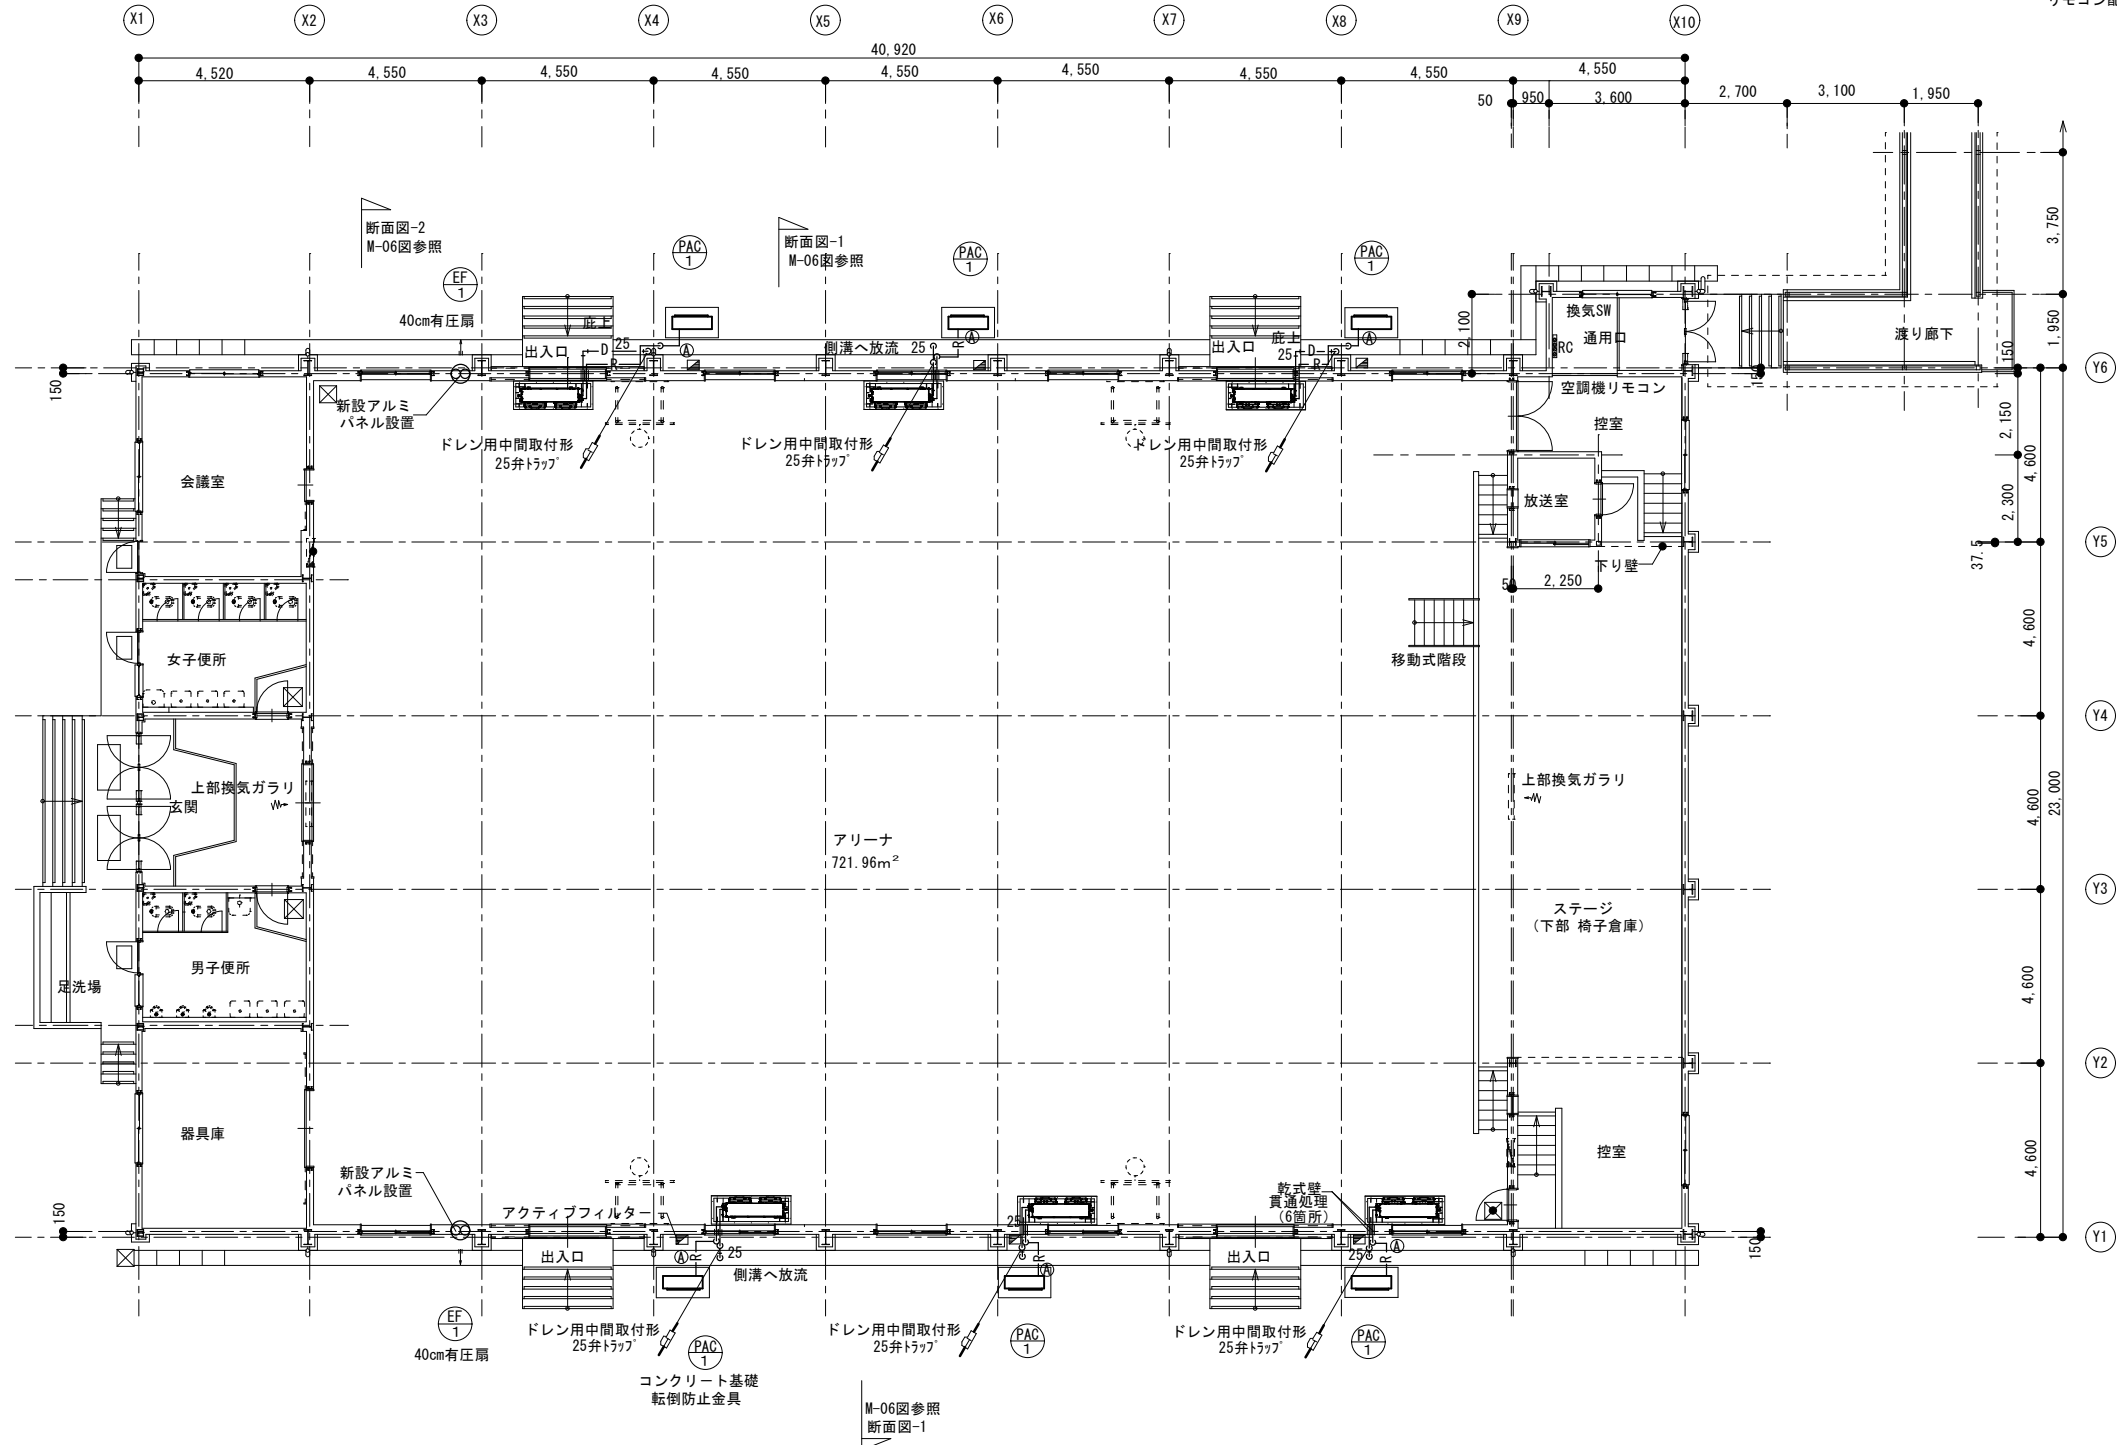 X1 X2 X3 X4 X5 X6 X7 X8 X9 X10
40,920
4,520 4,550 4,550 4,550 4,550 4,550 4,550 4,550 4,550
50 950 3,600 2,700 3,100 1,950
断面図-2
M-06図参照
断面図-1
M-06図参照
PAC
1
PAC
1
PAC
1
EF
1
40cm有圧扇
庇上
出入口
D
25
R
A
側溝へ放流
25
R
A
庇上
出入口
D
25
R
A
2,100
換気SW
通用口
RC
渡り廊下
3,750
1,950
150
150
Y6
150
新設アルミ
パネル設置
ドレン用中間取付形
25弁トラップ
ドレン用中間取付形
25弁トラップ
ドレン用中間取付形
25弁トラップ
空調機リモコン
控室
2,150
4,600
2,300
会議室
放送室
37.5
Y5
下り壁
50
2,250
4,600
女子便所
移動式階段
Y4
上部換気ガラリ
玄関
上部換気ガラリ
4,600
23,000
アリーナ
721.96m²
Y3
ステージ
(下部 椅子倉庫)
男子便所
足洗場
4,600
Y2
器具庫
控室
4,600
新設アルミ
パネル設置
アクティブフィルター
乾式壁
貫通処理
(6箇所)
150
150
Y1
出入口
A
R
25
側溝へ放流
25
R
A
出入口
25
R
A
EF
1
40cm有圧扇
ドレン用中間取付形
25弁トラップ
PAC
1
コンクリート基礎
転倒防止金具
ドレン用中間取付形
25弁トラップ
PAC
1
ドレン用中間取付形
25弁トラップ
PAC
1
M-06図参照
断面図-1